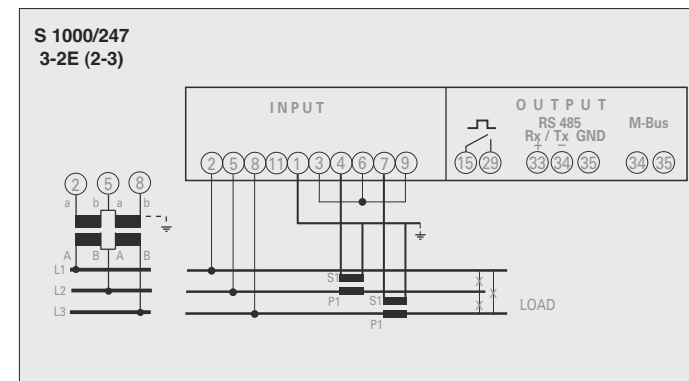 S 1000/247
3-2E (2-3)
INPUT
OUTPUT
RS 485
M-Bus
Rx / Tx GND
+ −
2 5 8 11 1 3 4 6 7 9
15 29 33 34 35 34 35
2 5 8
a b a b
A B A B
L1
L2
L3
S1
P1
S1
P1
LOAD